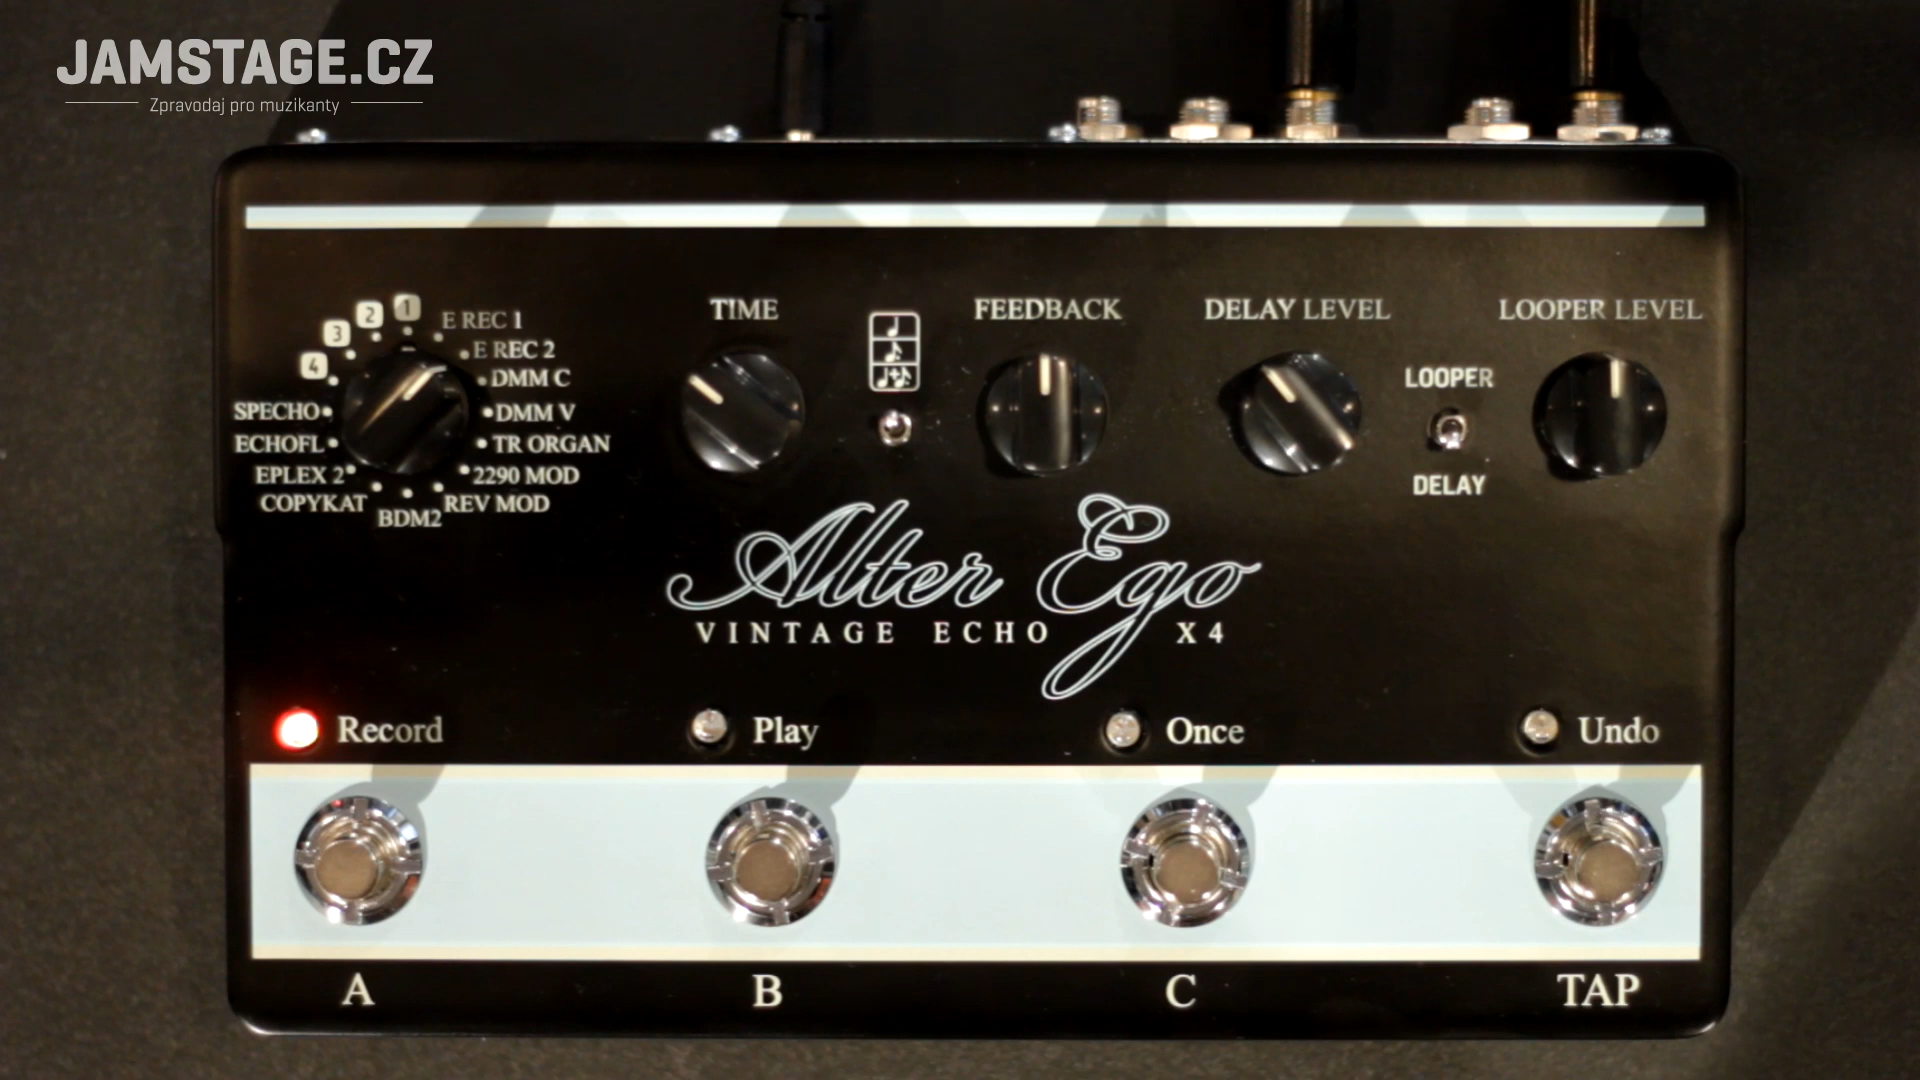 JAMSTAGE.CZ
Zpravodaj pro muzikanty
TIME
FEEDBACK
DELAY LEVEL
LOOPER LEVEL
1
2
3
4
E REC 1
E REC 2
DMM C
DMM V
TR ORGAN
2290 MOD
REV MOD
BDM2
COPYKAT
EPLEX 2
ECHOFL
SPECHO
LOOPER
DELAY
Alter Ego
VINTAGE ECHO X4
Record
Play
Once
Undo
A
B
C
TAP